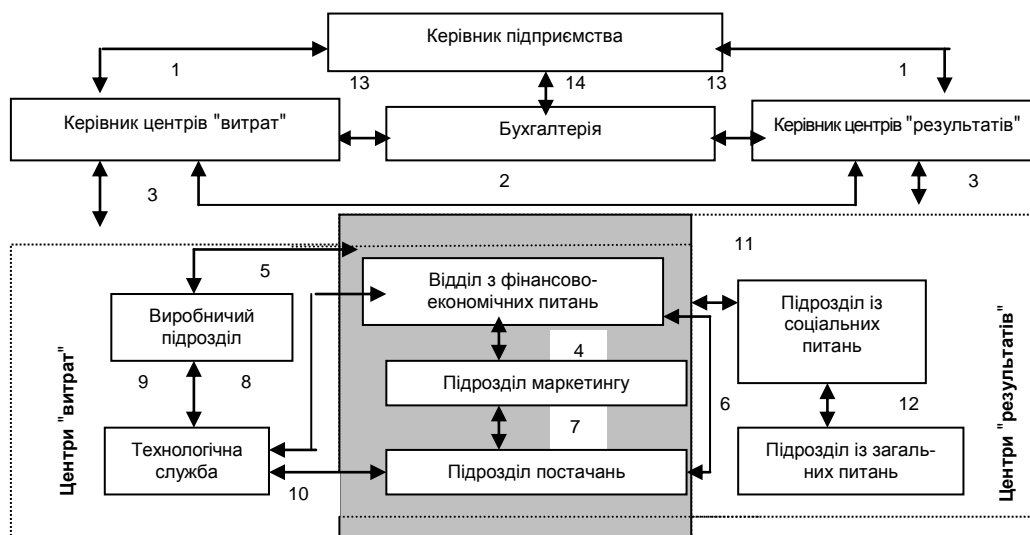 Керівник підприємства
1
13
14
13
1
Керівник центрів "витрат"
Бухгалтерія
Керівник центрів "результатів"
3
2
3
11
5
Відділ з фінансово-
економічних питань
Виробничий
підрозділ
Підрозділ із
соціальних
питань
4
9
8
Підрозділ маркетингу
6
12
7
Технологічна
служба
Підрозділ постачань
Підрозділ із загаль-
них питань
10
Центри "витрат"
Центри "результатів"